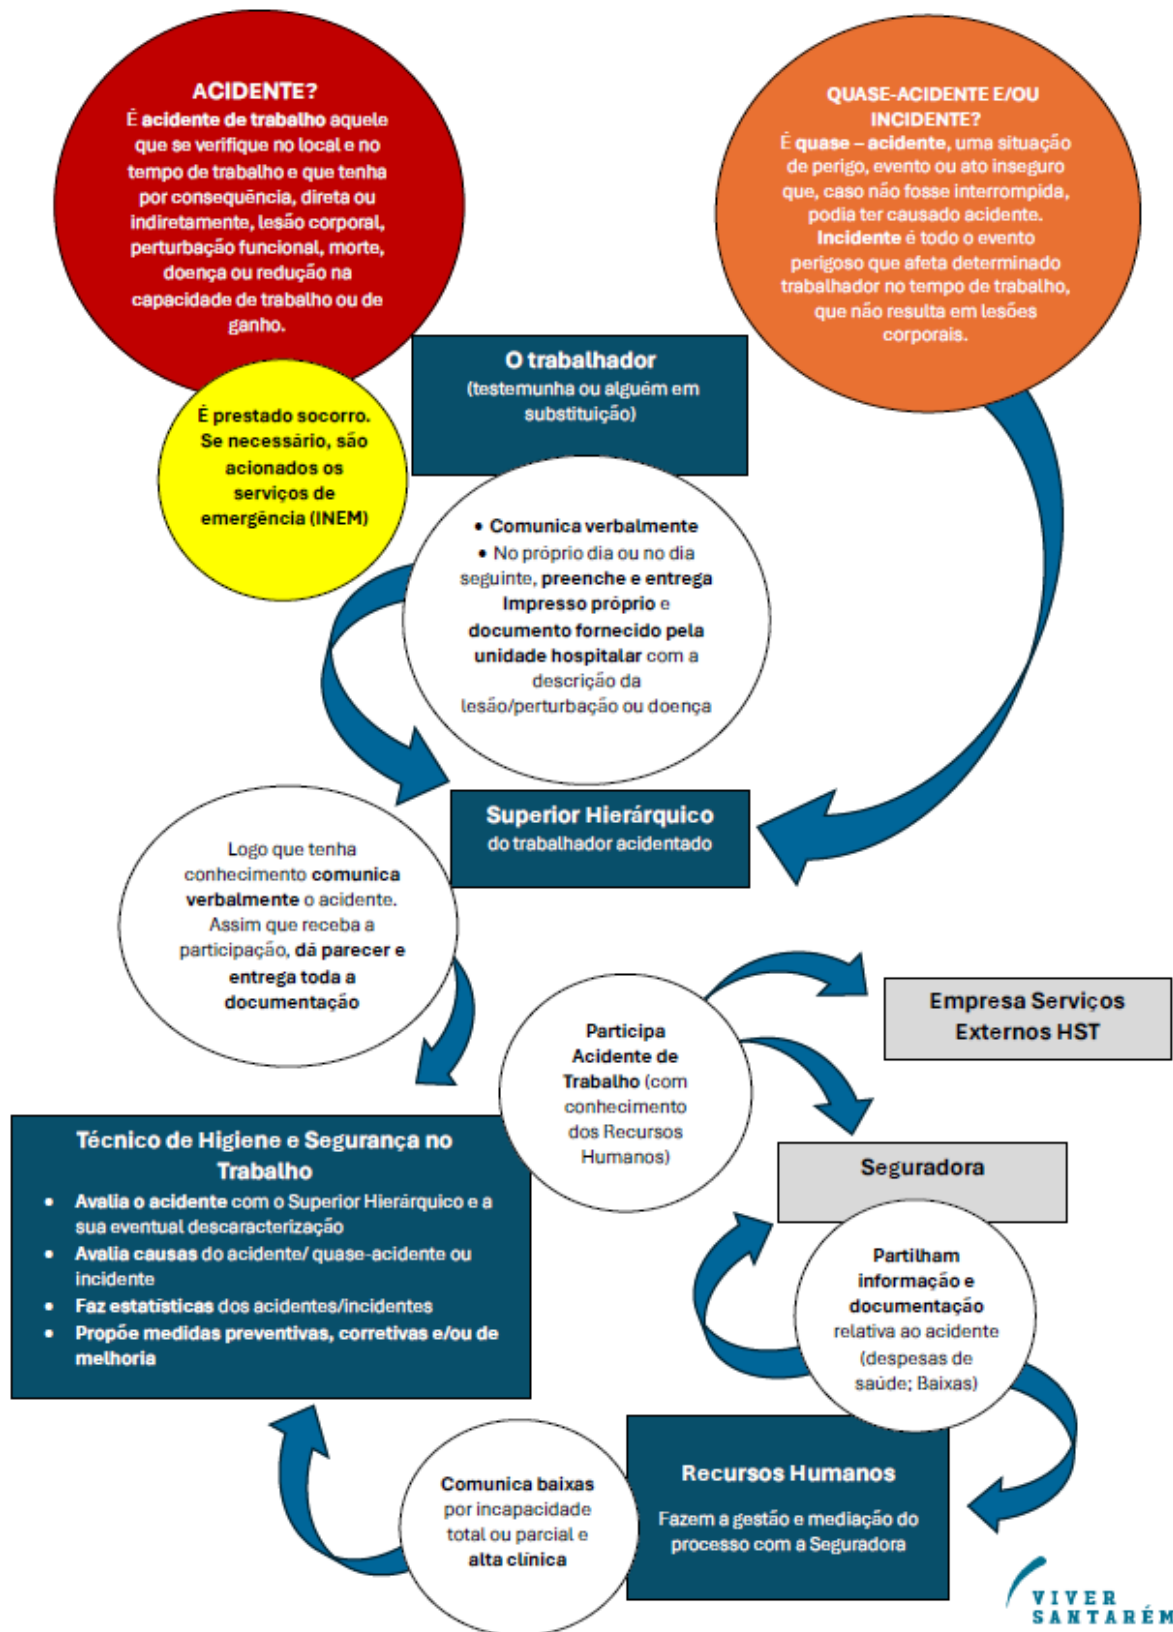 ACIDENTE?
É acidente de trabalho aquele
que se verifique no local e no
tempo de trabalho e que tenha
por consequência, direta ou
indiretamente, lesão corporal,
perturbação funcional, morte,
doença ou redução na
capacidade de trabalho ou de
ganho.
QUASE-ACIDENTE E/OU
INCIDENTE?
É quase – acidente, uma situação
de perigo, evento ou ato inseguro
que, caso não fosse interrompida,
podia ter causado acidente.
Incidente é todo o evento
perigoso que afeta determinado
trabalhador no tempo de trabalho,
que não resulta em lesões
corporais.
O trabalhador
(testemunha ou alguém em
substituição)
É prestado socorro.
Se necessário, são
acionados os
serviços de
emergência (INEM)
• Comunica verbalmente
• No próprio dia ou no dia
seguinte, preenche e entrega
Impresso próprio e
documento fornecido pela
unidade hospitalar com a
descrição da
lesão/perturbação ou doença
Superior Hierárquico
do trabalhador acidentado
Logo que tenha
conhecimento comunica
verbalmente o acidente.
Assim que receba a
participação, dá parecer e
entrega toda a
documentação
Participa
Acidente de
Trabalho (com
conhecimento
dos Recursos
Humanos)
Empresa Serviços
Externos HST
Técnico de Higiene e Segurança no
Trabalho
• Avalia o acidente com o Superior Hierárquico e a
sua eventual descaracterização
• Avalia causas do acidente/ quase-acidente ou
incidente
• Faz estatísticas dos acidentes/incidentes
• Propõe medidas preventivas, corretivas e/ou de
melhoria
Seguradora
Partilham
informação e
documentação
relativa ao acidente
(despesas de
saúde; Baixas)
Recursos Humanos
Fazem a gestão e mediação do
processo com a Seguradora
Comunica baixas
por incapacidade
total ou parcial e
alta clínica
VIVER
SANTARÉM